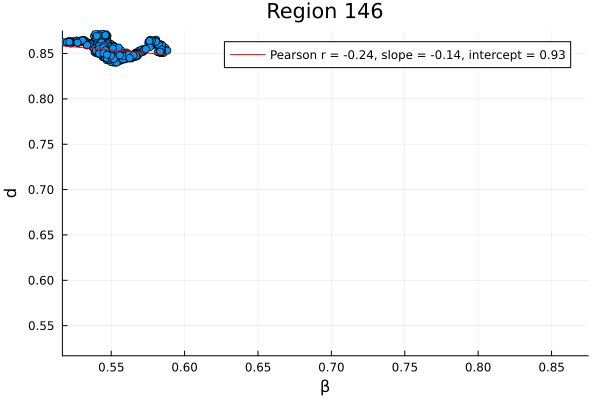 Region 146
Pearson r = -0.24, slope = -0.14, intercept = 0.93
d
0.85
0.80
0.75
0.70
0.65
0.60
0.55
0.55 0.60 0.65 0.70 0.75 0.80 0.85
β